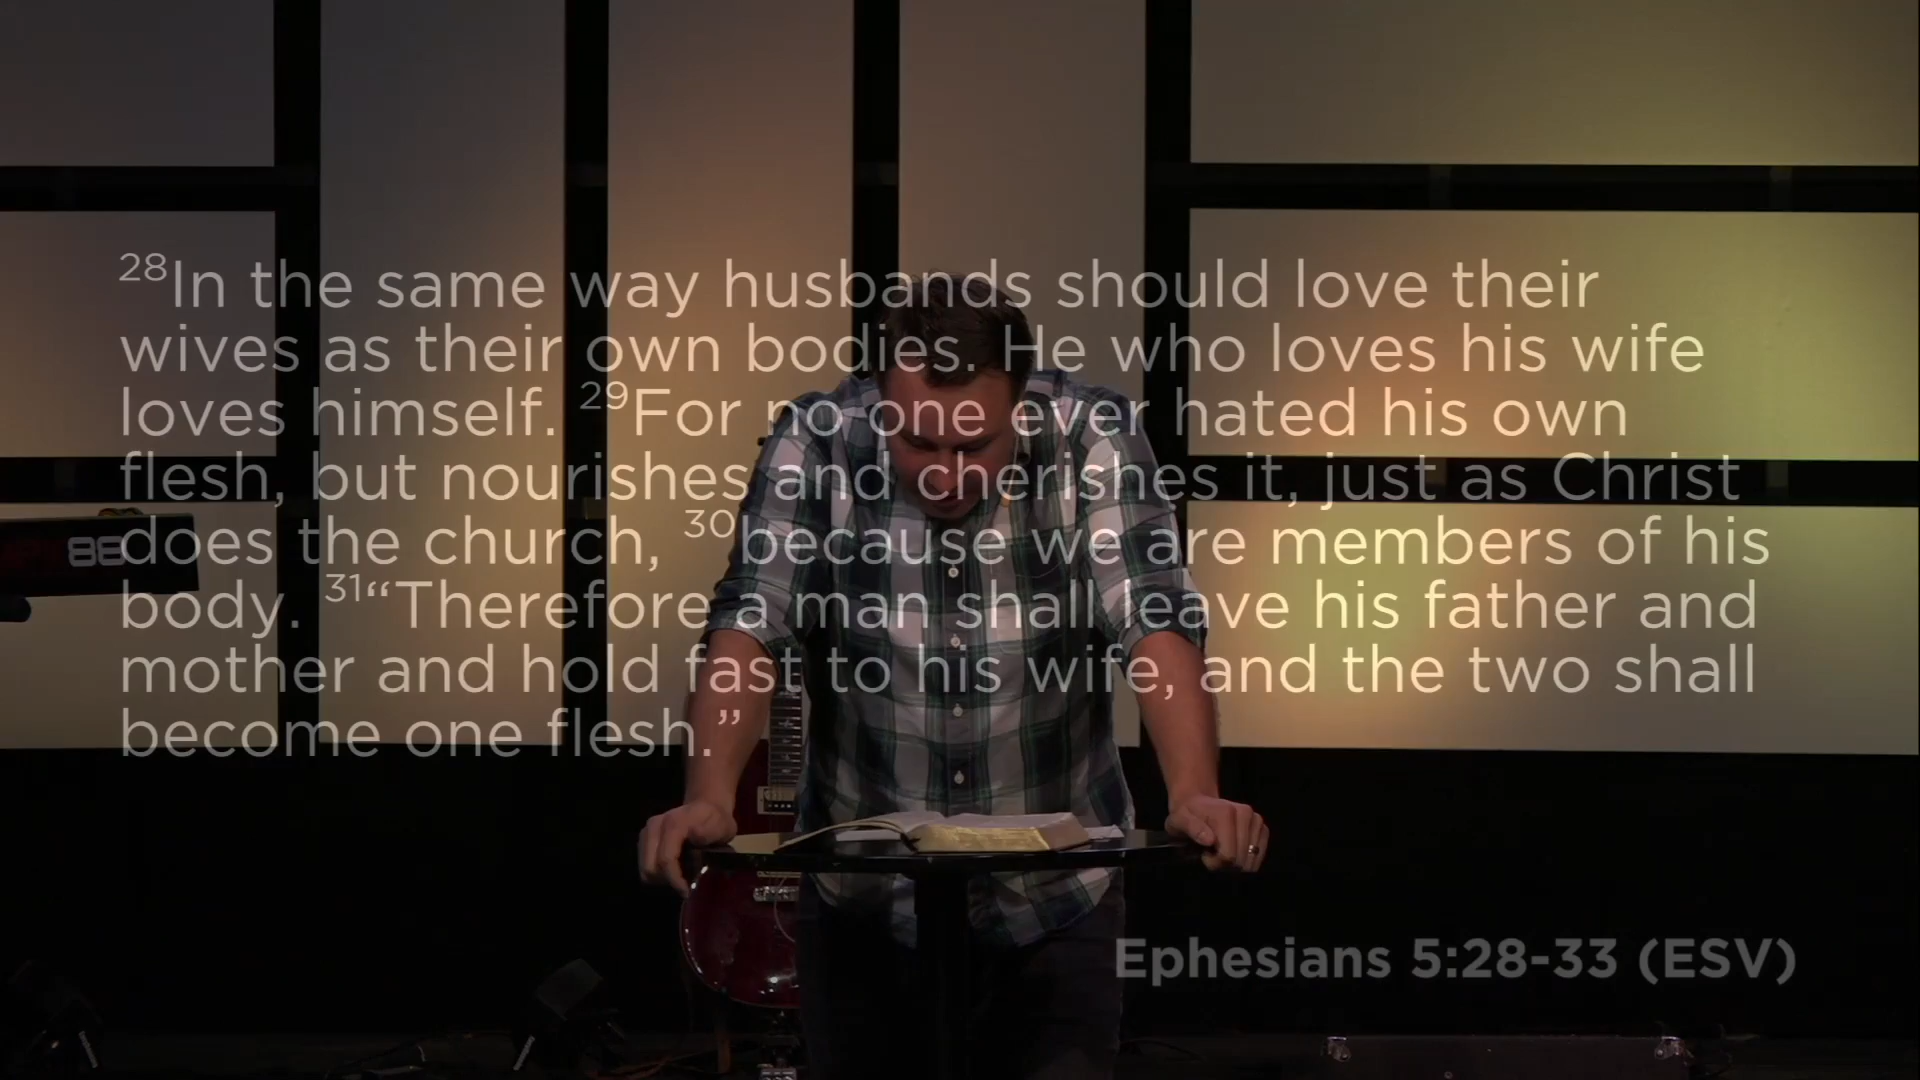 28In the same way husbands should love their
wives as their own bodies. He who loves his wife
loves himself. 29For no one ever hated his own
flesh, but nourishes and cherishes it, just as Christ
does the church, 30because we are members of his
body. 31“Therefore a man shall leave his father and
mother and hold fast to his wife, and the two shall
become one flesh.”
88
Ephesians 5:28-33 (ESV)